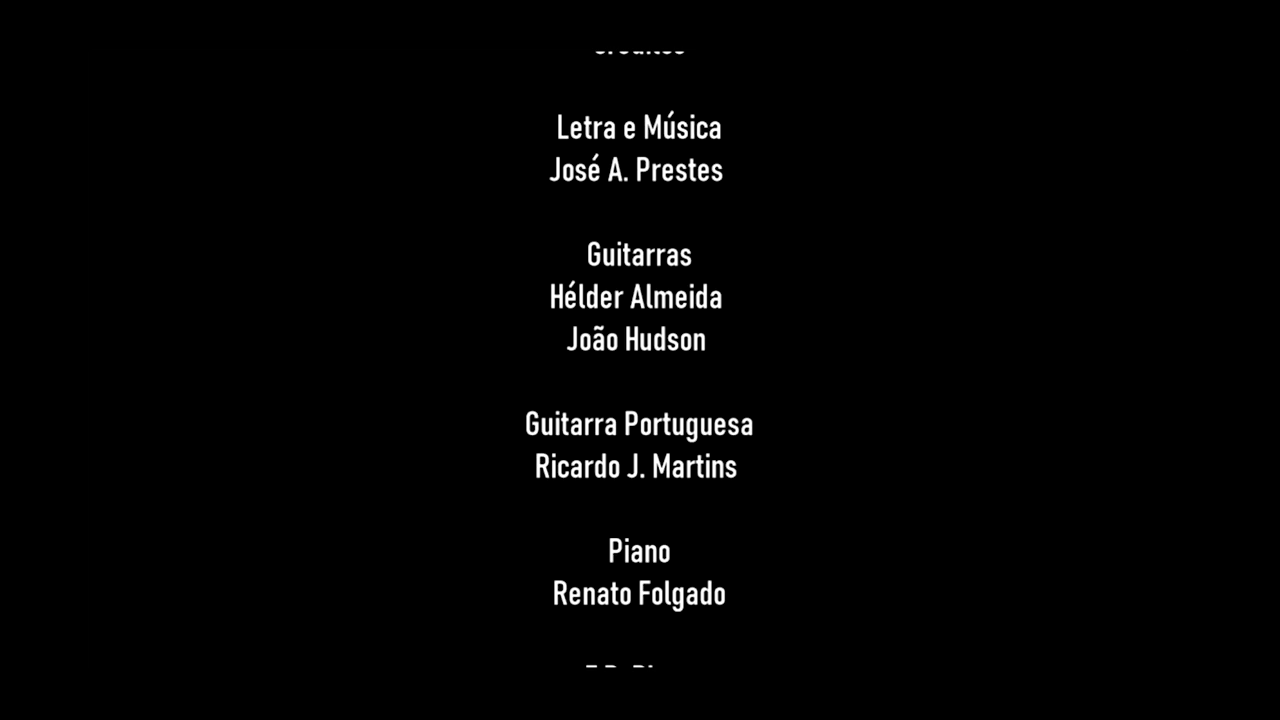 Letra e Música
José A. Prestes
Guitarras
Hélder Almeida
João Hudson
Guitarra Portuguesa
Ricardo J. Martins
Piano
Renato Folgado